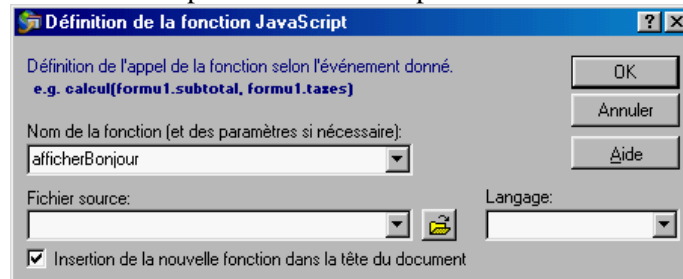 Définition de la fonction JavaScript
Définition de l'appel de la fonction selon l'événement donné.
e.g. calcul(formu1.subtotal, formu1.taxes)
OK
Annuler
Nom de la fonction (et des paramètres si nécessaire):
afficherBonjour
Aide
Fichier source:
Langage:
Insertion de la nouvelle fonction dans la tête du document